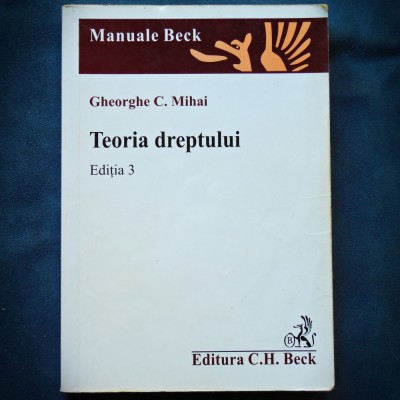 Manuale Beck
Gheorghe C. Mihai
Teoria dreptului
Ediția 3
B
Editura C.H. Beck